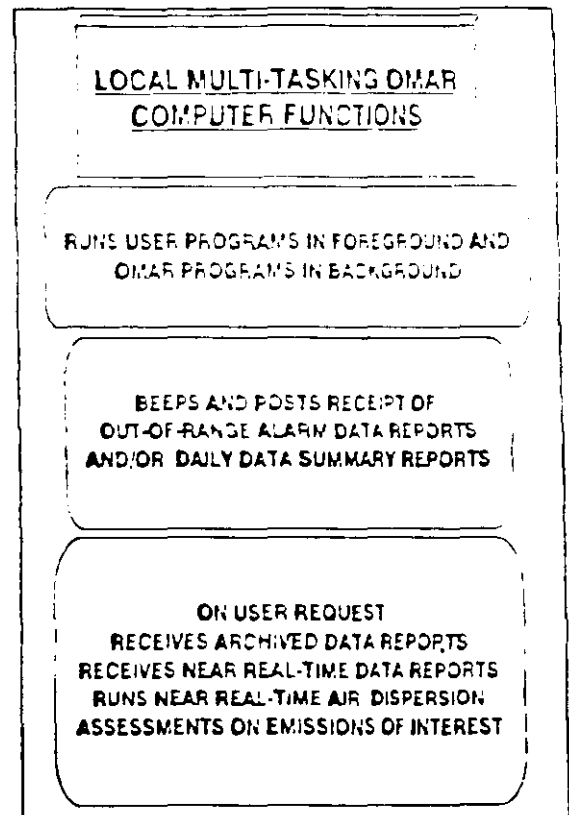 LOCAL MULTI-TASKING OMAR
COMPUTER FUNCTIONS
RUNS USER PROGRAMS IN FOREGROUND AND
OMAR PROGRAMS IN BACKGROUND
BEEPS AND POSTS RECEIPT OF
OUT-OF-RANGE ALARM DATA REPORTS
AND/OR DAILY DATA SUMMARY REPORTS
ON USER REQUEST
RECEIVES ARCHIVED DATA REPORTS
RECEIVES NEAR REAL-TIME DATA REPORTS
RUNS NEAR REAL-TIME AIR DISPERSION
ASSESSMENTS ON EMISSIONS OF INTEREST